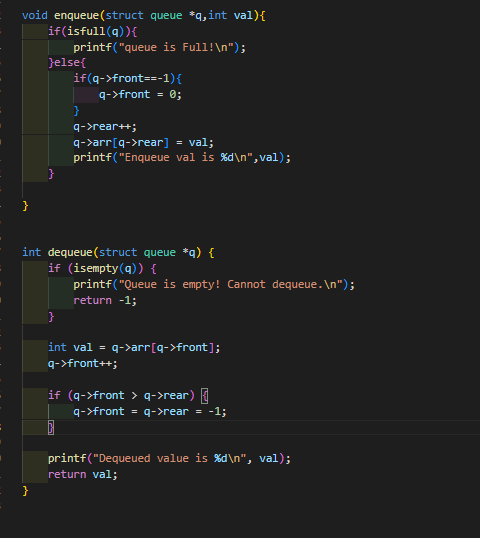 void enqueue(struct queue *q,int val){
    if(isfull(q)){
        printf("queue is Full!\n");
    }else{
        if(q->front==-1){
            q->front = 0;
        }
        q->rear++;
        q->arr[q->rear] = val;
        printf("Enqueue val is %d\n",val);
    }
}
int dequeue(struct queue *q) {
    if (isempty(q)) {
        printf("Queue is empty! Cannot dequeue.\n");
        return -1;
    }
    int val = q->arr[q->front];
    q->front++;
    if (q->front > q->rear) {
        q->front = q->rear = -1;
    }
    printf("Dequeued value is %d\n", val);
    return val;
}